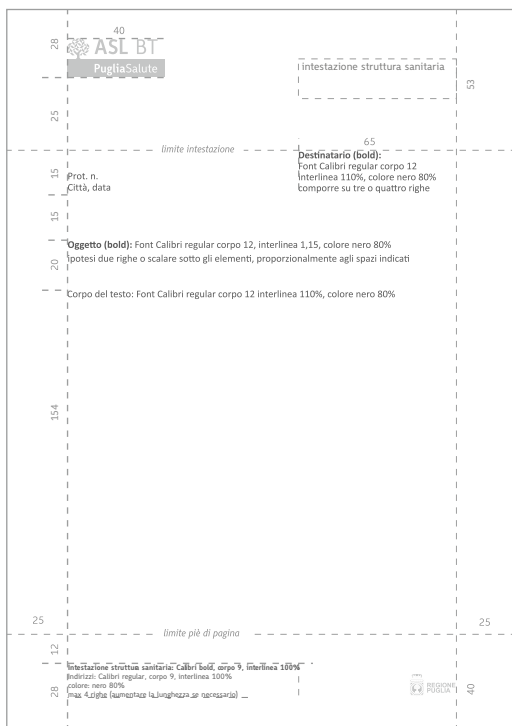 40
28
ASL BT
PugliaSalute
intestazione struttura sanitaria
53
25
65
limite intestazione
Destinatario (bold):
Font Calibri regular corpo 12
interlinea 110%, colore nero 80%
comporre su tre o quattro righe
15
Prot. n.
Città, data
15
Oggetto (bold): Font Calibri regular corpo 12, interlinea 1,15, colore nero 80%
ipotesi due righe o scalare sotto gli elementi, proporzionalmente agli spazi indicati
20
Corpo del testo: Font Calibri regular corpo 12 interlinea 110%, colore nero 80%
154
25
25
limite piè di pagina
12
Intestazione struttura sanitaria: Calibri bold, corpo 9, interlinea 100%
Indirizzi: Calibri regular, corpo 9, interlinea 100%
colore: nero 80%
max 4 righe (aumentare la lunghezza se necessario)
28
REGIONE
PUGLIA
40